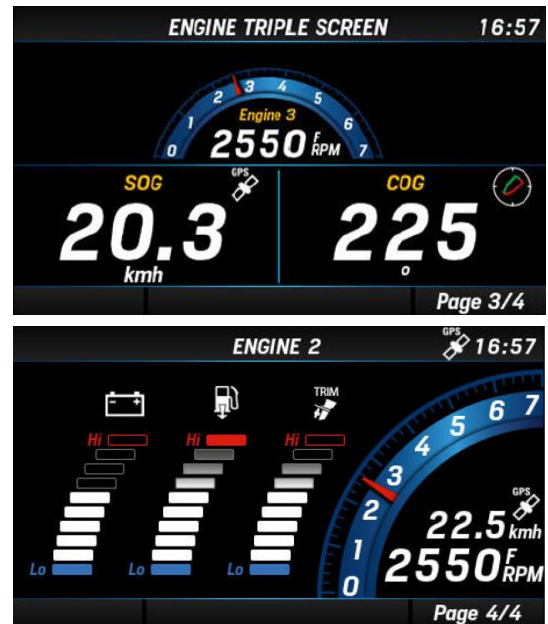 ENGINE TRIPLE SCREEN 16:57
0 1 2 3 4 5 6 7
Engine 3
2550 F RPM
SOG GPS
20.3
kmh
COG
225
°
Page 3/4
ENGINE 2 GPS 16:57
- +
TRIM
Hi Hi Hi
Lo Lo Lo
0 1 2 3 4 5 6 7
GPS
22.5 kmh
2550 F RPM
Page 4/4